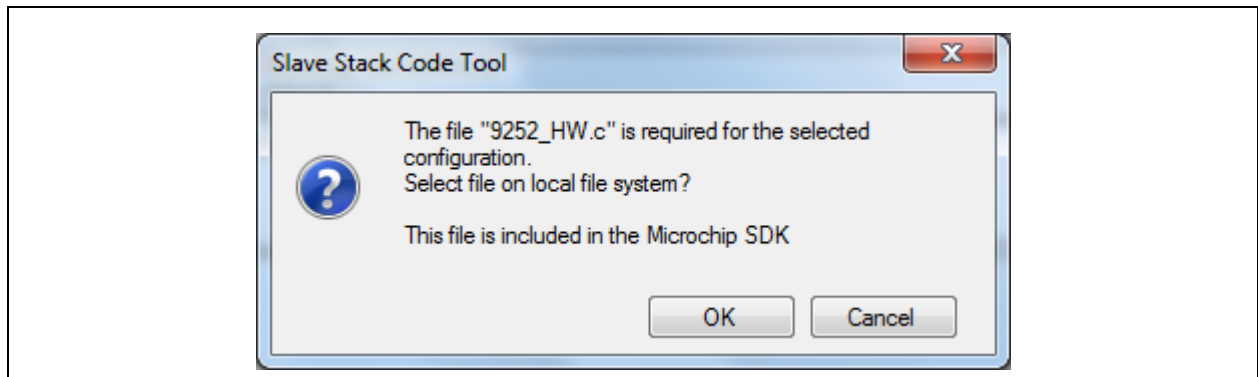 Slave Stack Code Tool
The file "9252_HW.c" is required for the selected
configuration.
Select file on local file system?
This file is included in the Microchip SDK
OK
Cancel